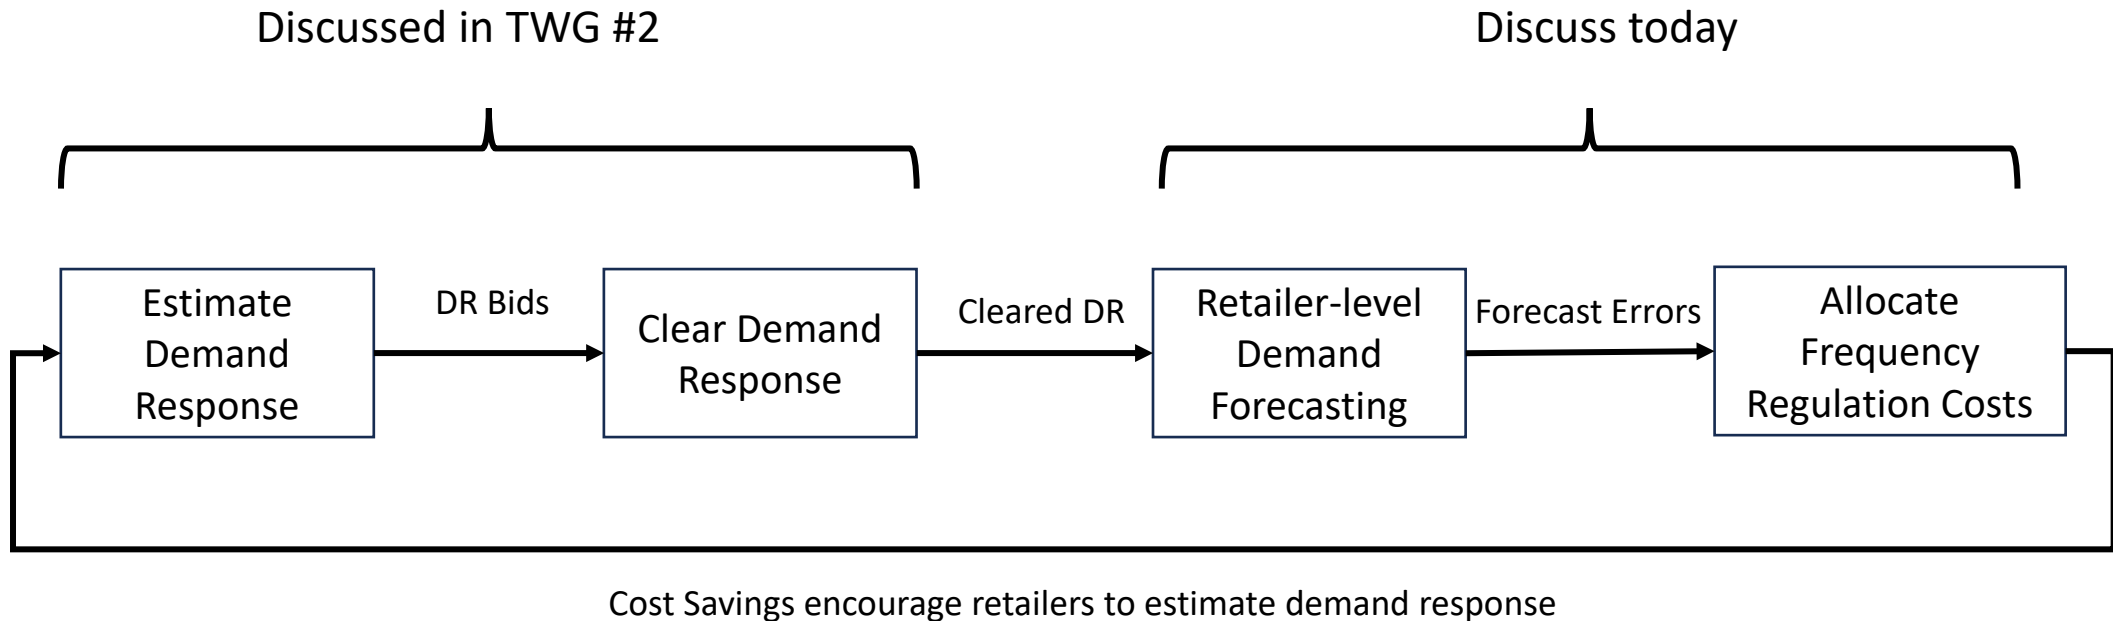 Discussed in TWG #2
Discuss today
Estimate
Demand
Response
DR Bids
Clear Demand
Response
Cleared DR
Retailer-level
Demand
Forecasting
Forecast Errors
Allocate
Frequency
Regulation Costs
Cost Savings encourage retailers to estimate demand response